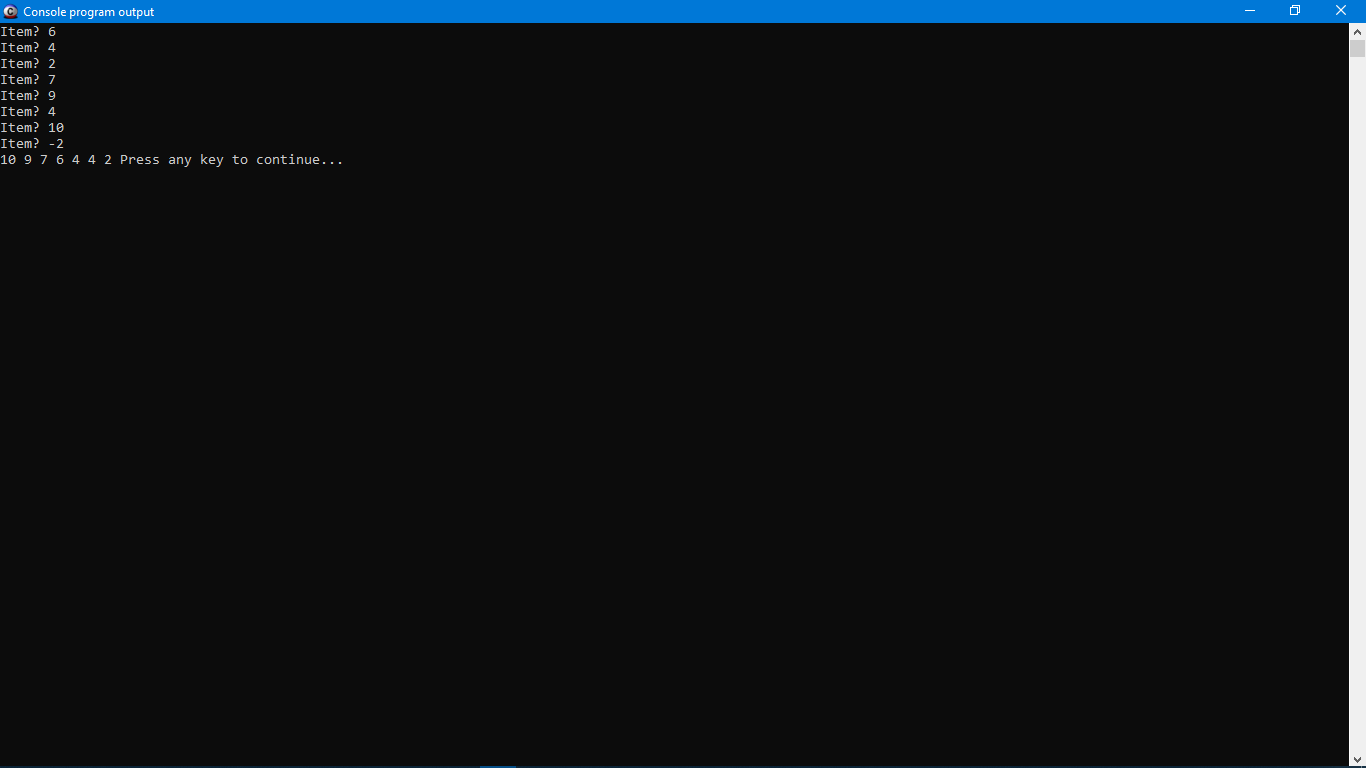 Console program output
Item? 6
Item? 4
Item? 2
Item? 7
Item? 9
Item? 4
Item? 10
Item? -2
10 9 7 6 4 4 2 Press any key to continue...